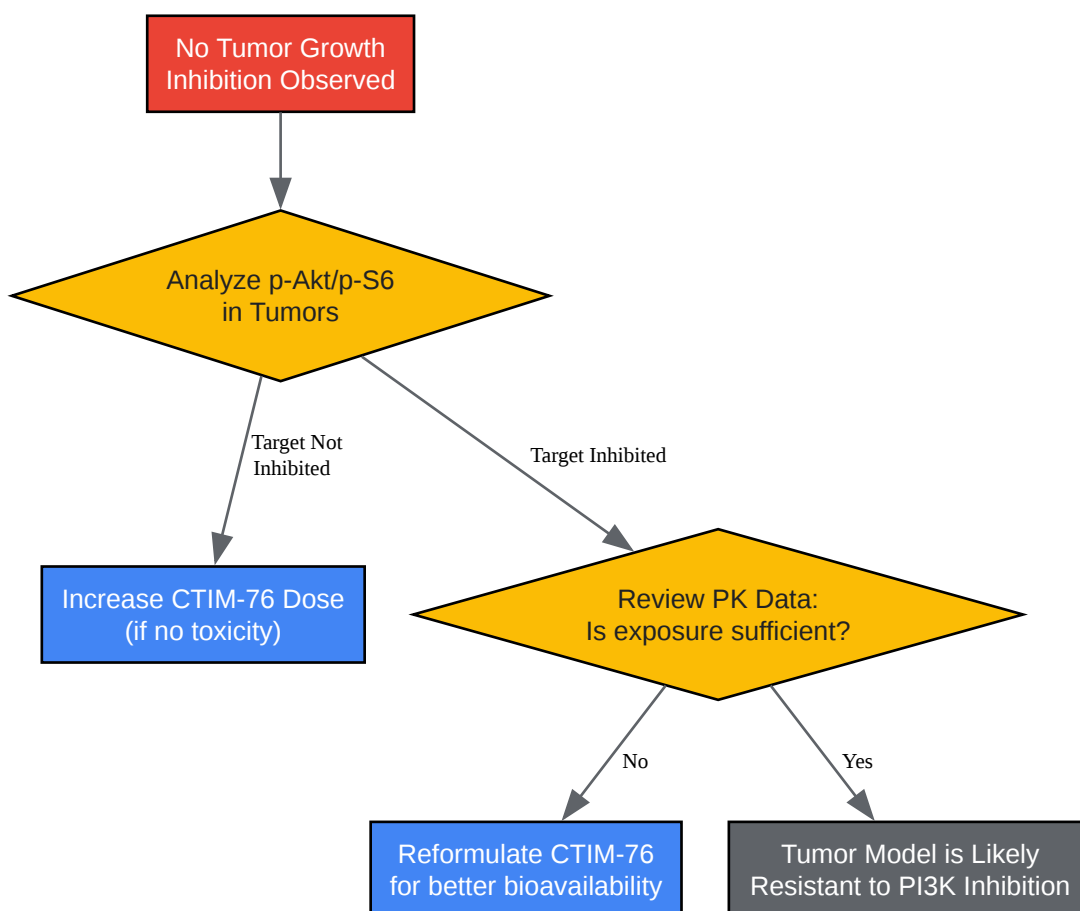 No Tumor Growth
Inhibition Observed
Analyze p-Akt/p-S6
in Tumors
Target Not
Inhibited
Target Inhibited
Increase CTIM-76 Dose
(if no toxicity)
Review PK Data:
Is exposure sufficient?
No
Yes
Reformulate CTIM-76
for better bioavailability
Tumor Model is Likely
Resistant to PI3K Inhibition